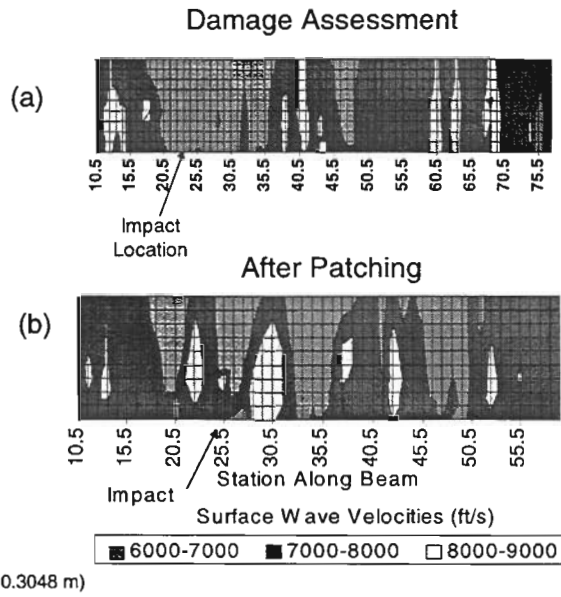 Damage Assessment
(a)
10.5 15.5 20.5 25.5 30.5 35.5 40.5 45.5 50.5 55.5 60.5 65.5 70.5 75.5
Impact
Location
After Patching
(b)
10.5 15.5 20.5 25.5 30.5 35.5 40.5 45.5 50.5 55.5
Impact
Station Along Beam
Surface Wave Velocities (ft/s)
6000-7000 7000-8000 8000-9000
0.3048 m)